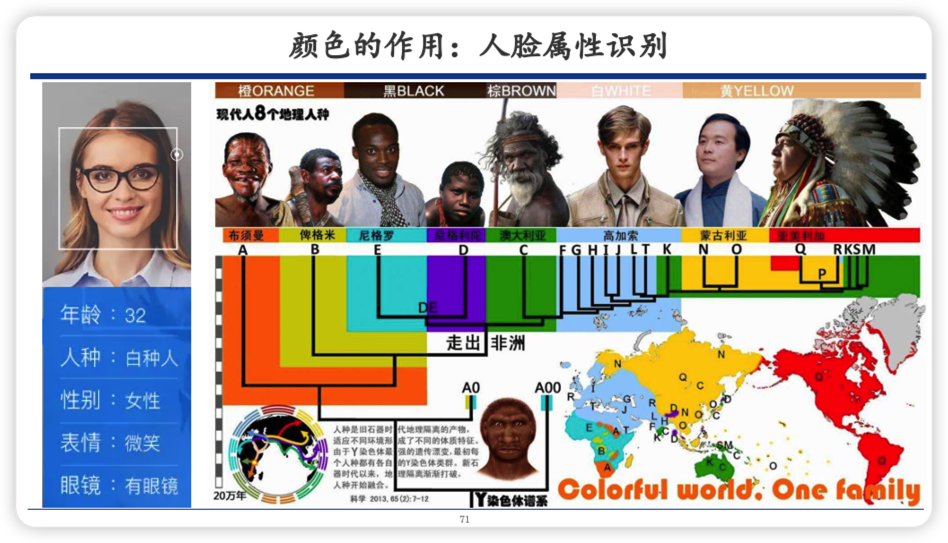 颜色的作用：人脸属性识别
橙ORANGE 黑BLACK 棕BROWN 白WHITE 黄YELLOW
现代人8个地理人种
布须曼 俾格米 尼格罗 尼格利陀 澳大利亚 高加索 蒙古利亚 亚美利加
A B E D C F G H I J L T K N O Q R K S M
P
DE
走出 非洲
年龄：32
人种：白种人
性别：女性
表情：微笑
眼镜：有眼镜
A0 A00
人种是旧石器时代地理隔离的产物，
适应不同环境形成了不同的体质特征。
由于Y染色体最强的遗传漂变，最初每
个人种都有各自的Y染色体类群。新石
器时代以来，地理隔离渐渐打破，
人种开始融合。
科学 2013, 65(2):7-12
20万年
Y染色体谱系
Colorful world, One family
71